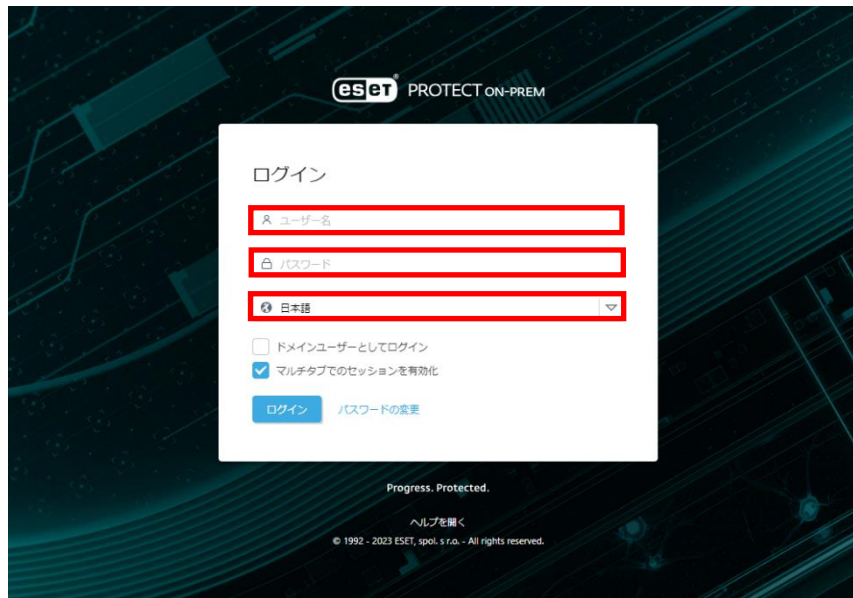 eset® PROTECT ON-PREM
ログイン
ユーザー名
パスワード
日本語
ドメインユーザーとしてログイン
マルチタブでのセッションを有効化
ログイン パスワードの変更
Progress. Protected.
ヘルプを開く
© 1992 - 2023 ESET, spol. s r.o. - All rights reserved.